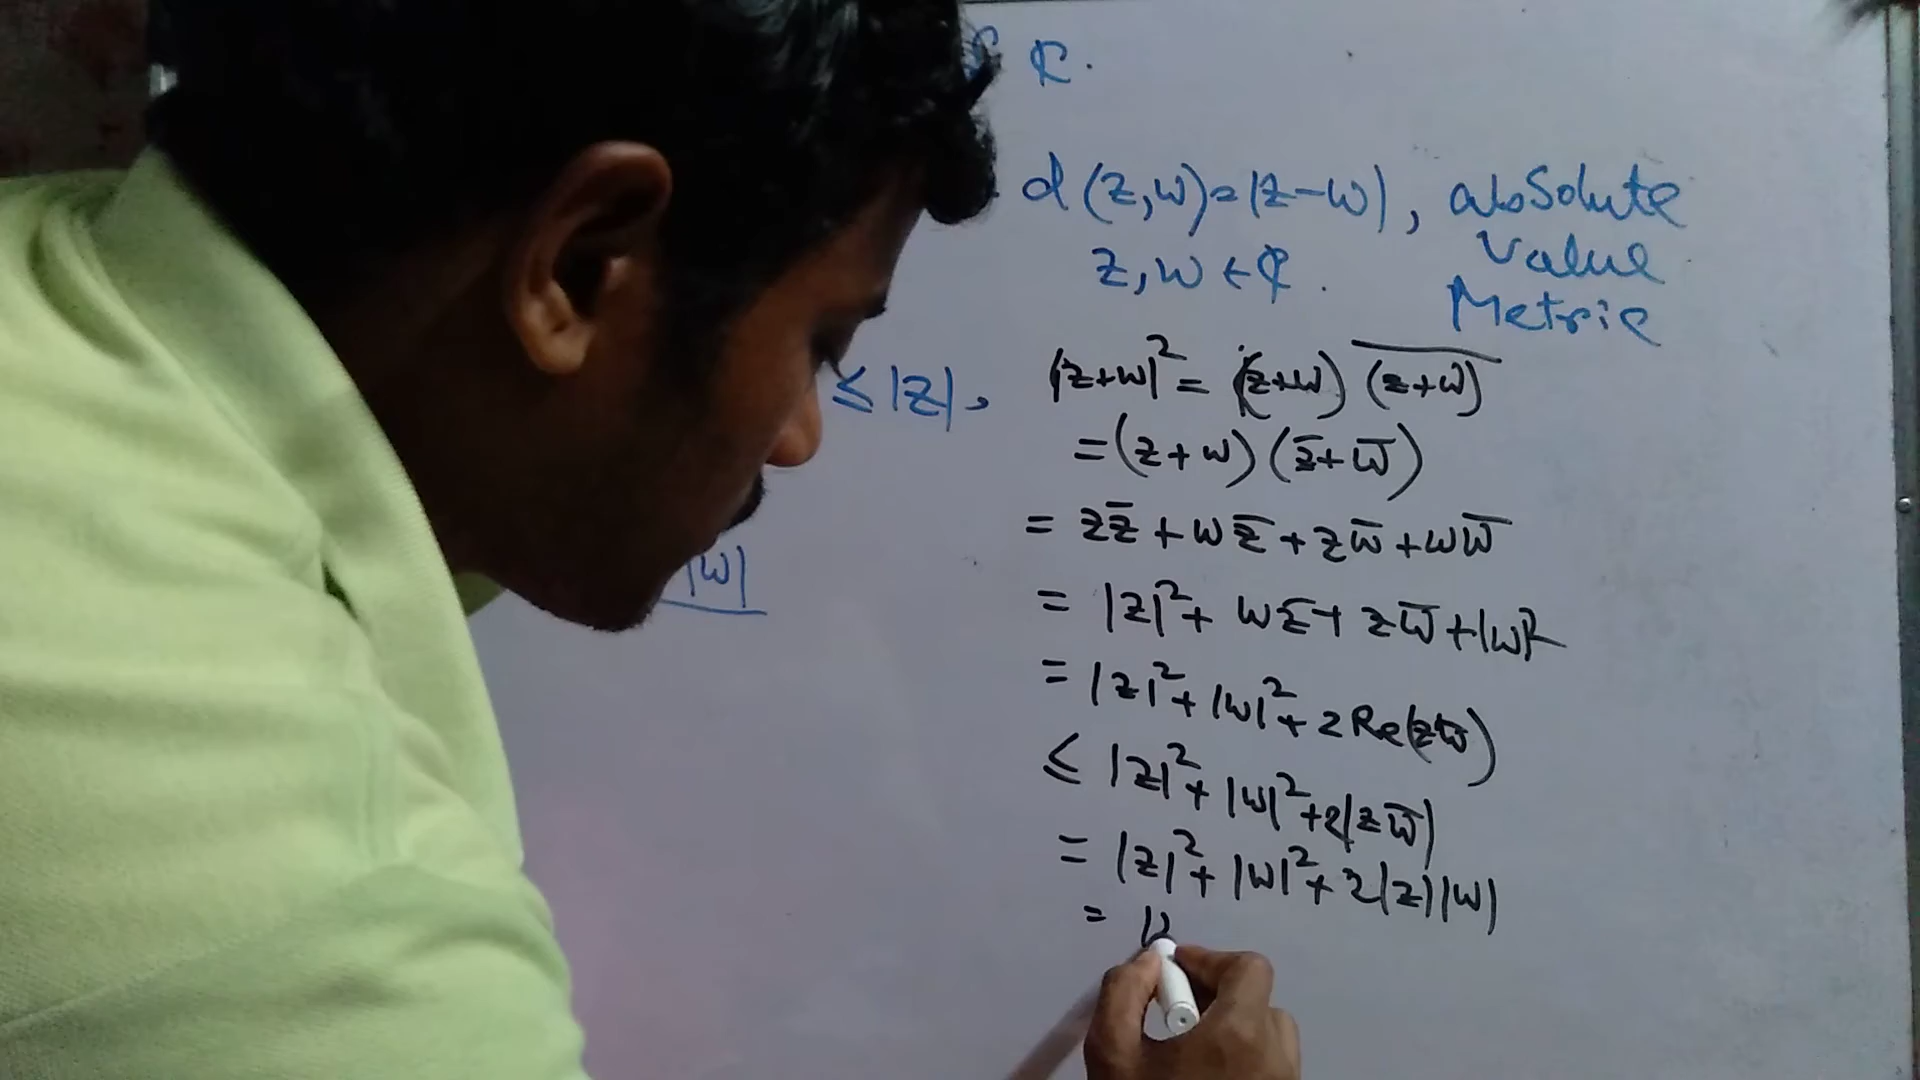 ℂ.
d(z,w)=|z-w|, absolute
z,w ∈ ℂ. Value
Metric
≤ |z|,
|z+w|² = (z+w) \overline{(z+w)}
= (z+w) (z̄+w̄)
|w|
= zz̄ + wz̄ + zw̄ + ww̄
= |z|² + wz̄ + zw̄ + |w|²
= |z|² + |w|² + 2Re(zw̄)
≤ |z|² + |w|² + 2|zw̄|
= |z|² + |w|² + 2|z||w|
=